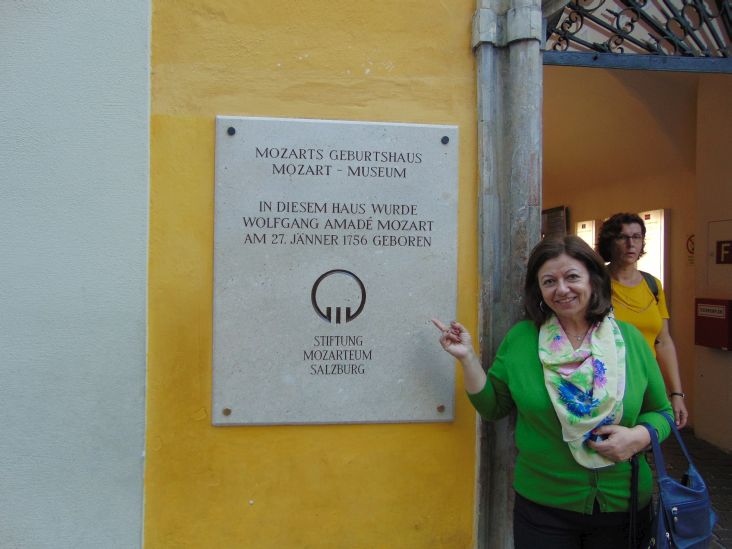 MOZARTS GEBURTSHAUS
MOZART - MUSEUM
IN DIESEM HAUS WURDE
WOLFGANG AMADÉ MOZART
AM 27. JÄNNER 1756 GEBOREN
STIFTUNG
MOZARTEUM
SALZBURG
F